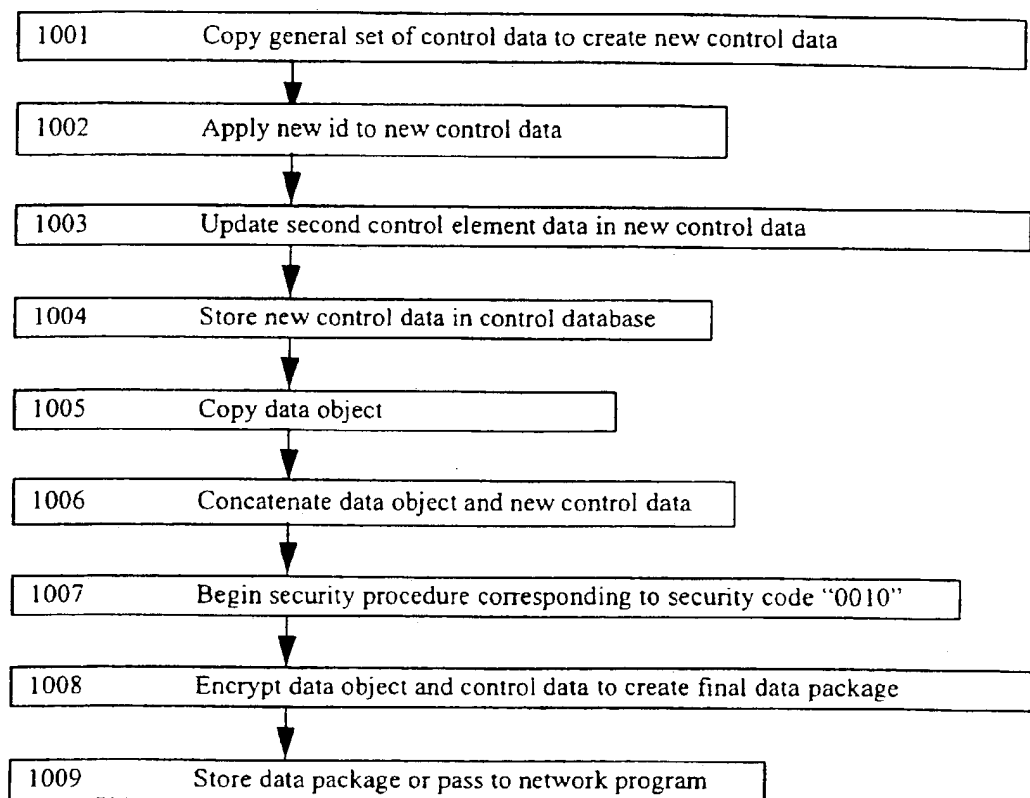 1001 Copy general set of control data to create new control data
1002 Apply new id to new control data
1003 Update second control element data in new control data
1004 Store new control data in control database
1005 Copy data object
1006 Concatenate data object and new control data
1007 Begin security procedure corresponding to security code “0010”
1008 Encrypt data object and control data to create final data package
1009 Store data package or pass to network program